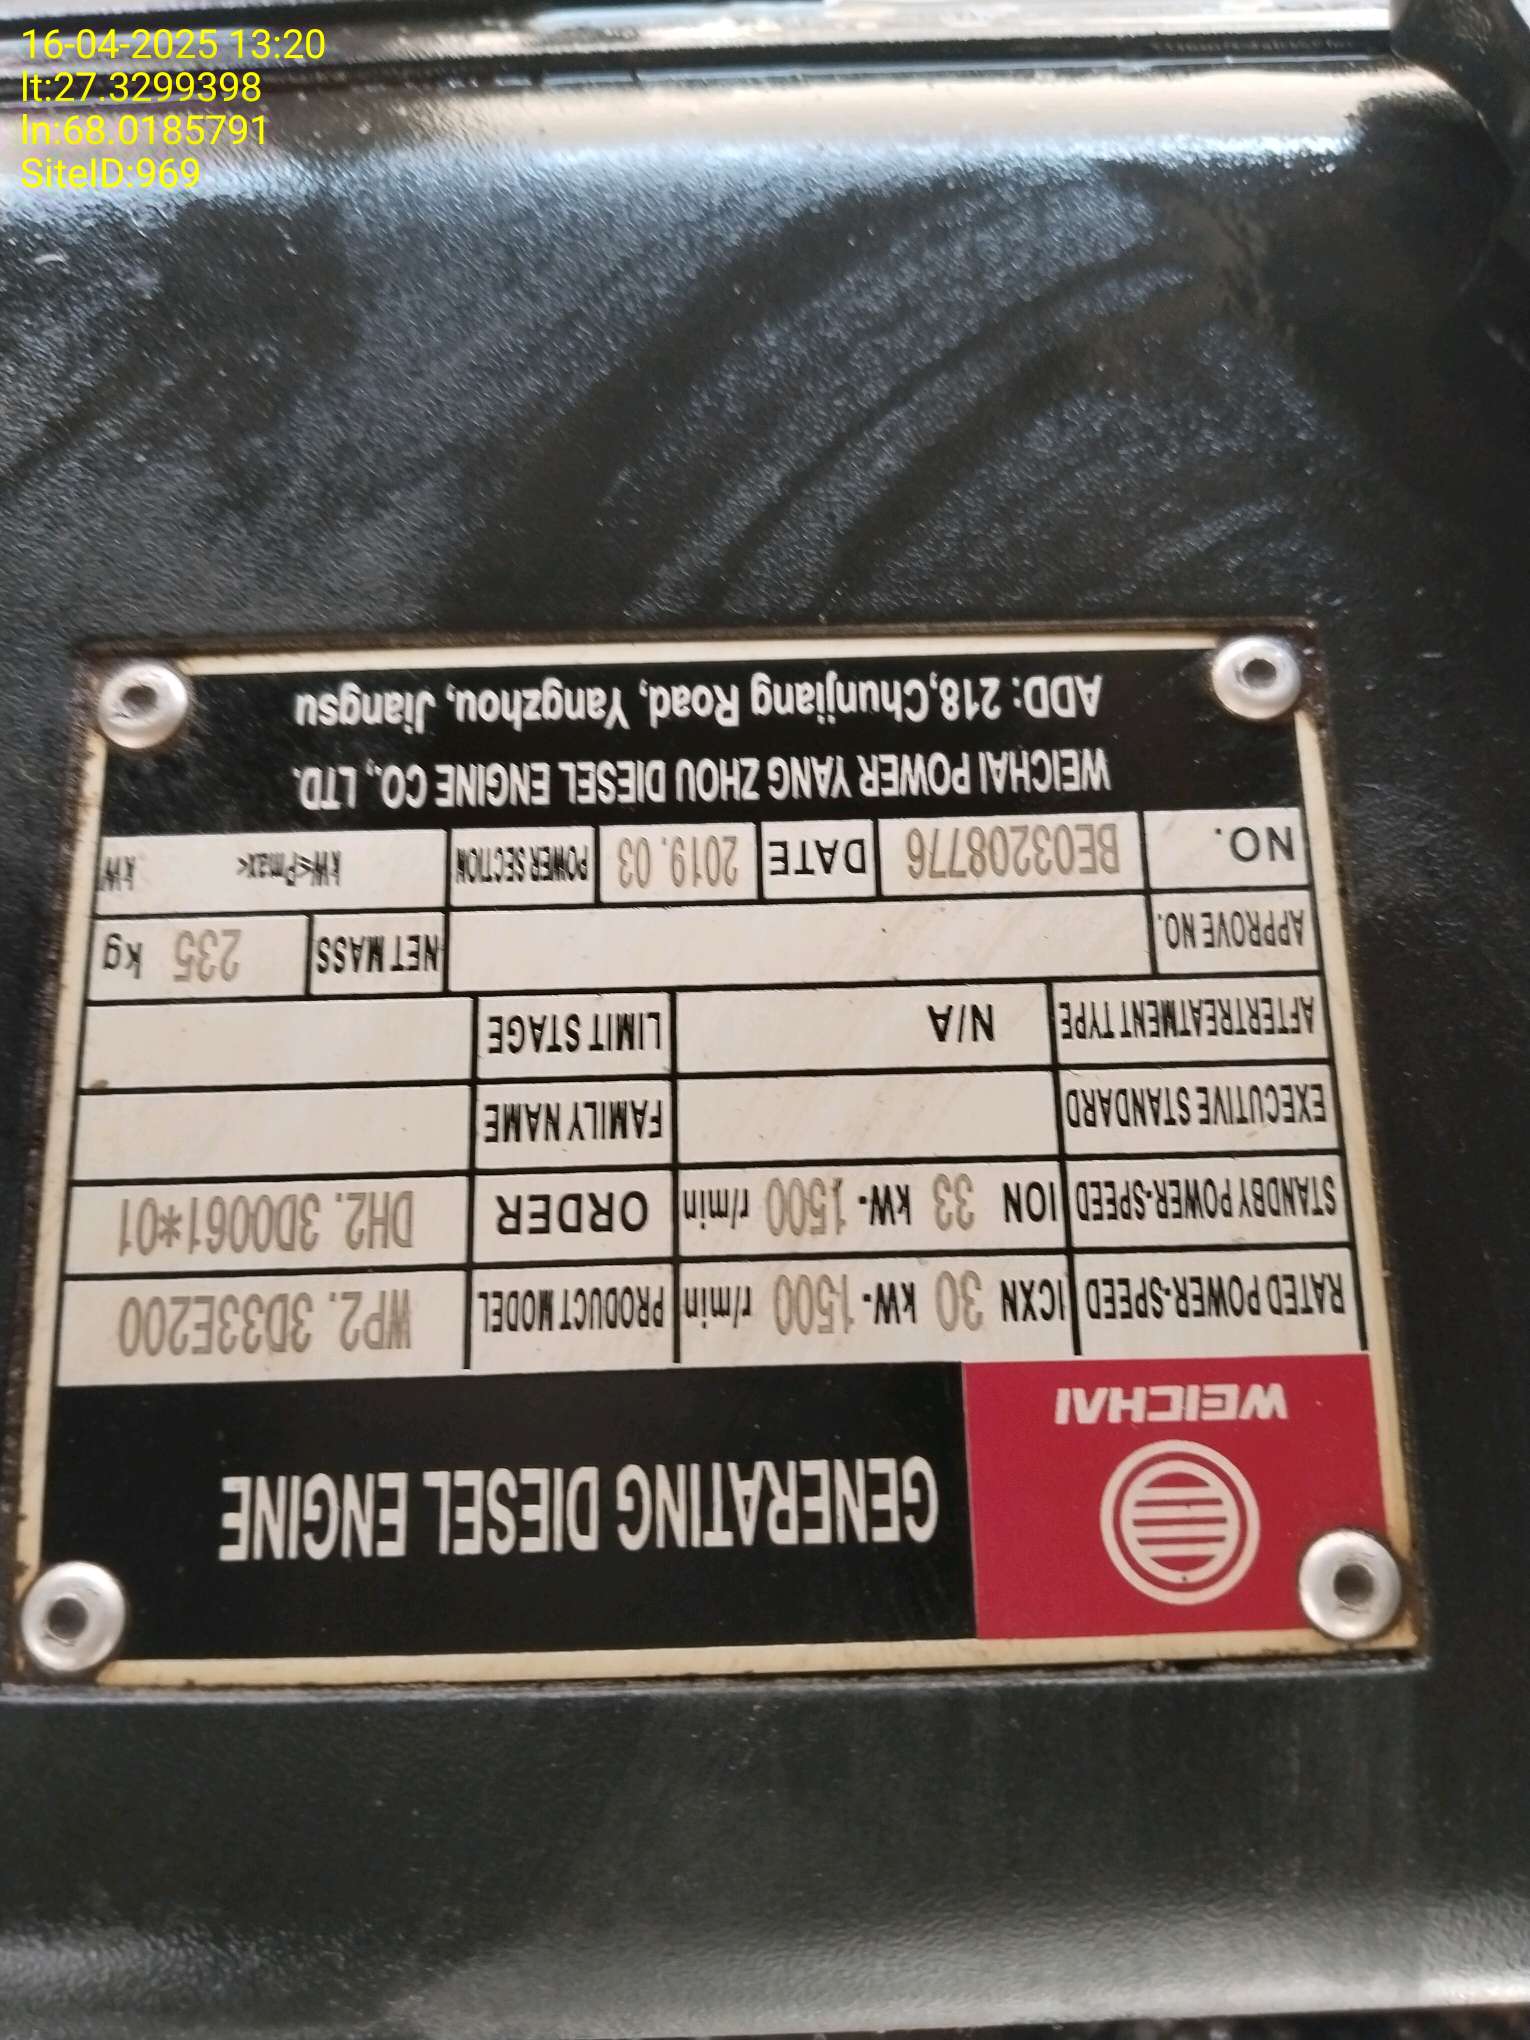 16-04-2025 13:20
lt:27.3299398
ln:68.0185791
SiteID:969
WEICHAI
GENERATING DIESEL ENGINE
RATED POWER-SPEED ICXN 30 kW- 1500 r/min PRODUCT MODEL WP2.3D33E200
STANDBY POWER-SPEED ION 33 kW- 1500 r/min ORDER DH2.3D0061*01
EXECUTIVE STANDARD FAMILY NAME
AFTERTREATMENT TYPE N/A LIMIT STAGE
APPROVE NO. NET MASS 235 kg
NO. BE03208776 DATE 2019.03 POWER SECTION kW≤Pmax< kW
WEICHAI POWER YANG ZHOU DIESEL ENGINE CO., LTD.
ADD: 218,Chunjiang Road, Yangzhou, Jiangsu